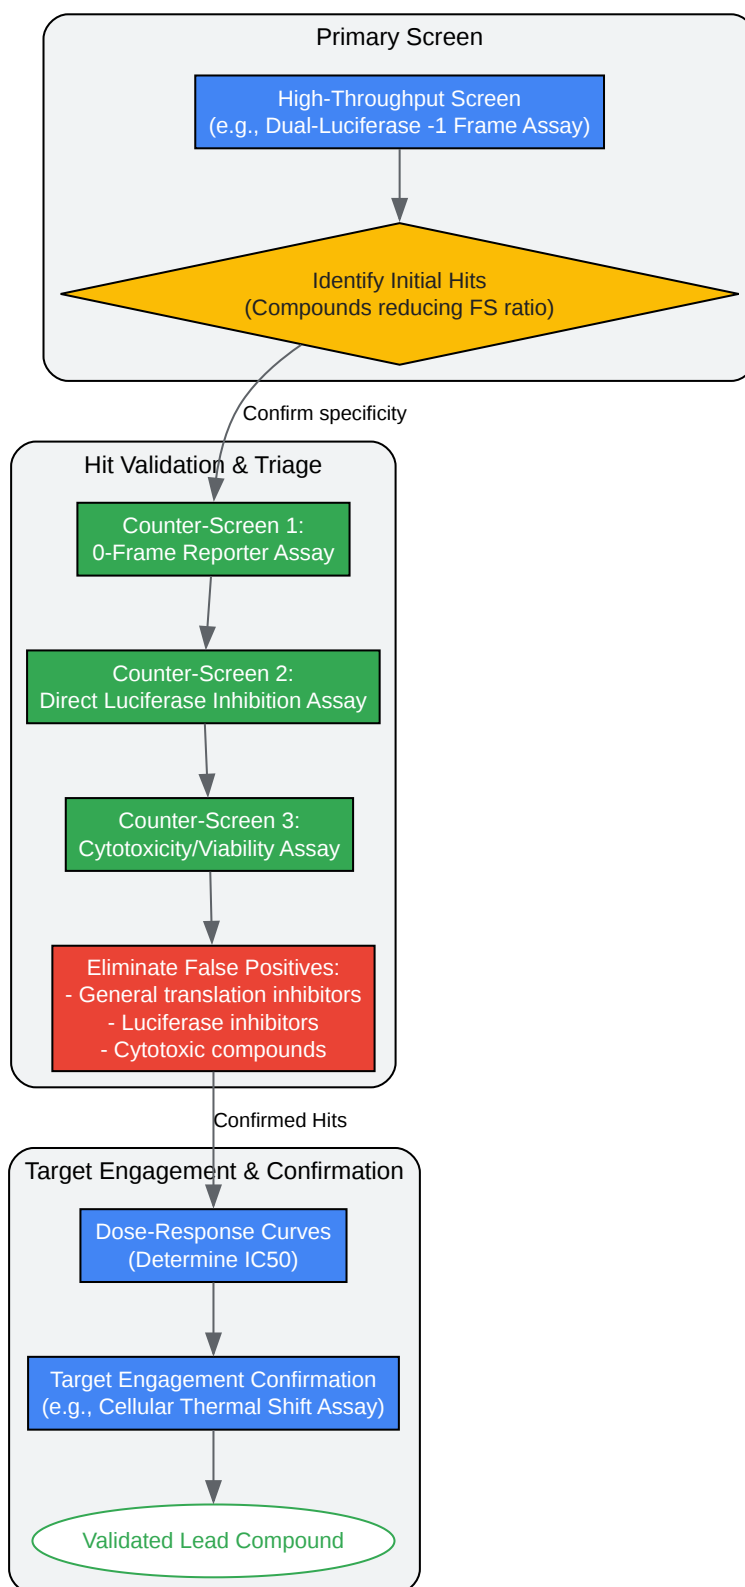 Primary Screen
High-Throughput Screen
(e.g., Dual-Luciferase -1 Frame Assay)
Identify Initial Hits
(Compounds reducing FS ratio)
Confirm specificity
Hit Validation & Triage
Counter-Screen 1:
0-Frame Reporter Assay
Counter-Screen 2:
Direct Luciferase Inhibition Assay
Counter-Screen 3:
Cytotoxicity/Viability Assay
Eliminate False Positives:
- General translation inhibitors
- Luciferase inhibitors
- Cytotoxic compounds
Confirmed Hits
Target Engagement & Confirmation
Dose-Response Curves
(Determine IC50)
Target Engagement Confirmation
(e.g., Cellular Thermal Shift Assay)
Validated Lead Compound